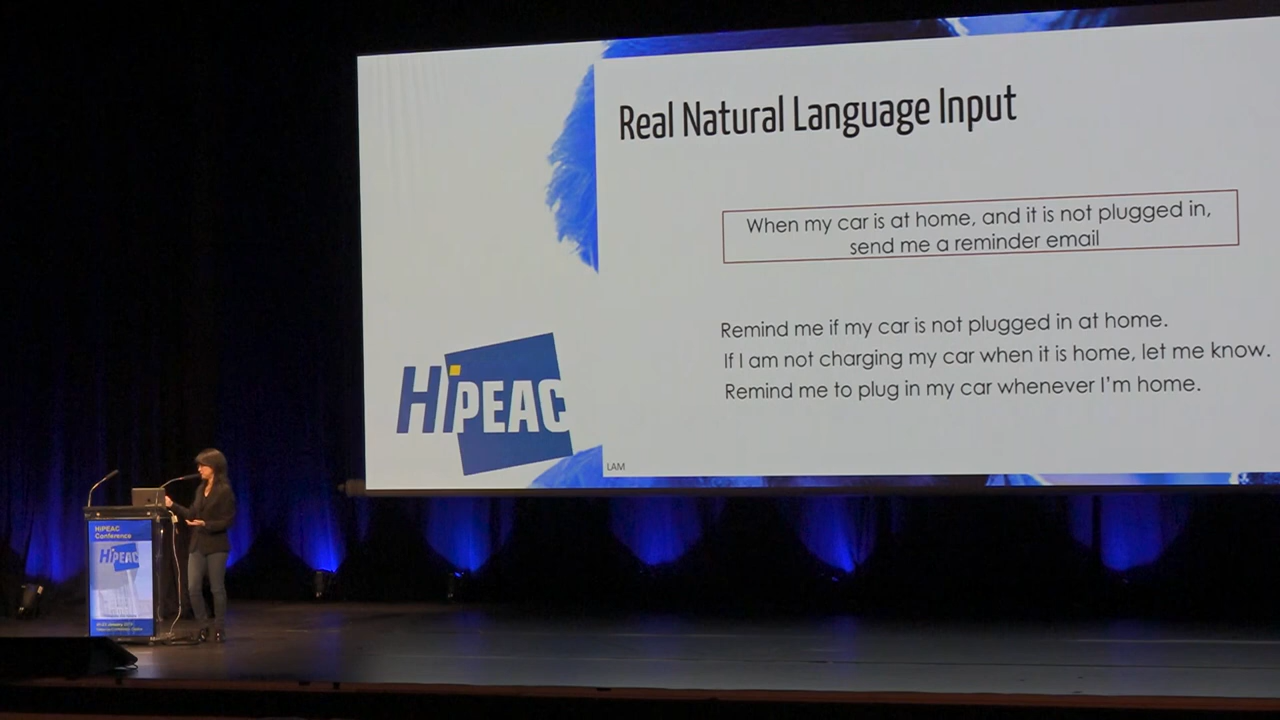 Real Natural Language Input
When my car is at home, and it is not plugged in,
send me a reminder email
Remind me if my car is not plugged in at home.
If I am not charging my car when it is home, let me know.
Remind me to plug in my car whenever I'm home.
LAM
HiPEAC
HiPEAC
Conference
HiPEAC